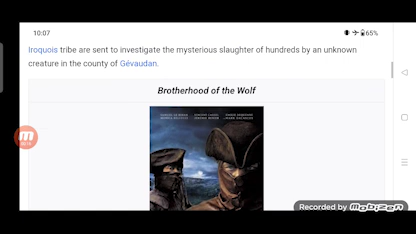 10:07
65%
Iroquois tribe are sent to investigate the mysterious slaughter of hundreds by an unknown
creature in the county of Gévaudan.
Brotherhood of the Wolf
Recorded by Mobizen